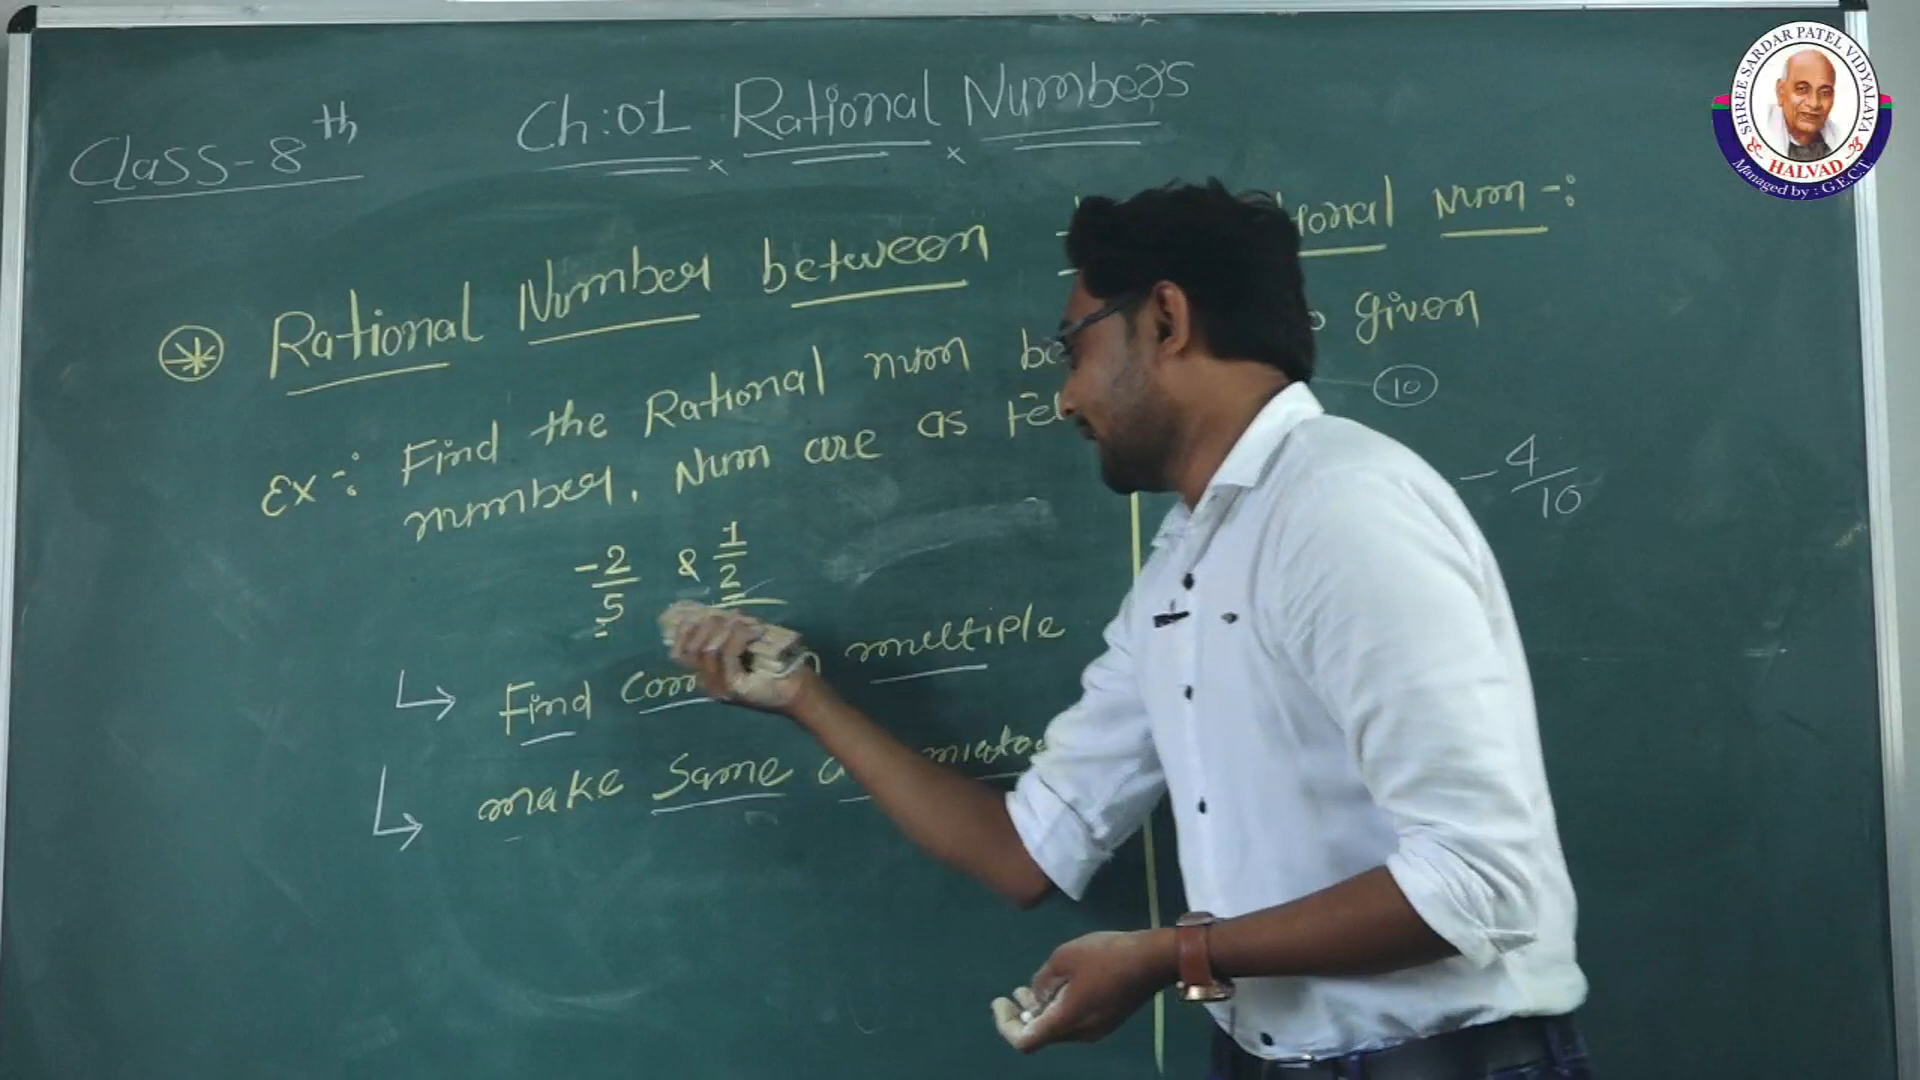 Class-8th
Ch:01 Rational Numbers
Rational Number between Num-:
Ex-: Find the Rational num given
number. Num are as
10
-4/10
-2/5 & 1/2
Find multiple
make Same
SHREE SARDAR PATEL VIDYALAYA
HALVAD
Managed by : G.E.C.T.